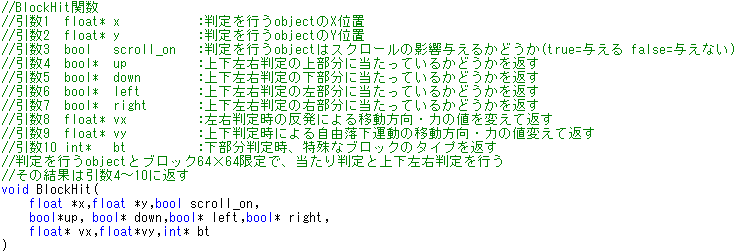 //BlockHit関数
//引数1  float* x          :判定を行うobjectのX位置
//引数2  float* y          :判定を行うobjectのY位置
//引数3  bool   scroll_on  :判定を行うobjectはスクロールの影響与えるかどうか(true=与える false=与えない)
//引数4  bool*  up         :上下左右判定の上部分に当たっているかどうかを返す
//引数5  bool*  down       :上下左右判定の下部分に当たっているかどうかを返す
//引数6  bool*  left       :上下左右判定の左部分に当たっているかどうかを返す
//引数7  bool*  right      :上下左右判定の右部分に当たっているかどうかを返す
//引数8  float* vx         :左右判定時の反発による移動方向・力の値を変えて返す
//引数9  float* vy         :上下判定時による自由落下運動の移動方向・力の値変えて返す
//引数10 int*   bt         :下部分判定時、特殊なブロックのタイプを返す
//判定を行うobjectとブロック64×64限定で、当たり判定と上下左右判定を行う
//その結果は引数4～10に返す
void BlockHit(
    float *x,float *y,bool scroll_on,
    bool*up, bool* down,bool* left,bool* right,
    float* vx,float*vy,int* bt
)